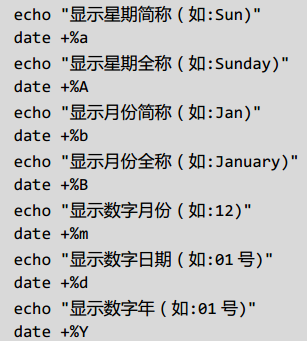 echo "显示星期简称（如:Sun)"
date +%a
echo "显示星期全称（如:Sunday)"
date +%A
echo "显示月份简称（如:Jan)"
date +%b
echo "显示月份全称（如:January)"
date +%B
echo "显示数字月份（如:12)"
date +%m
echo "显示数字日期（如:01 号)"
date +%d
echo "显示数字年（如:01 号)"
date +%Y